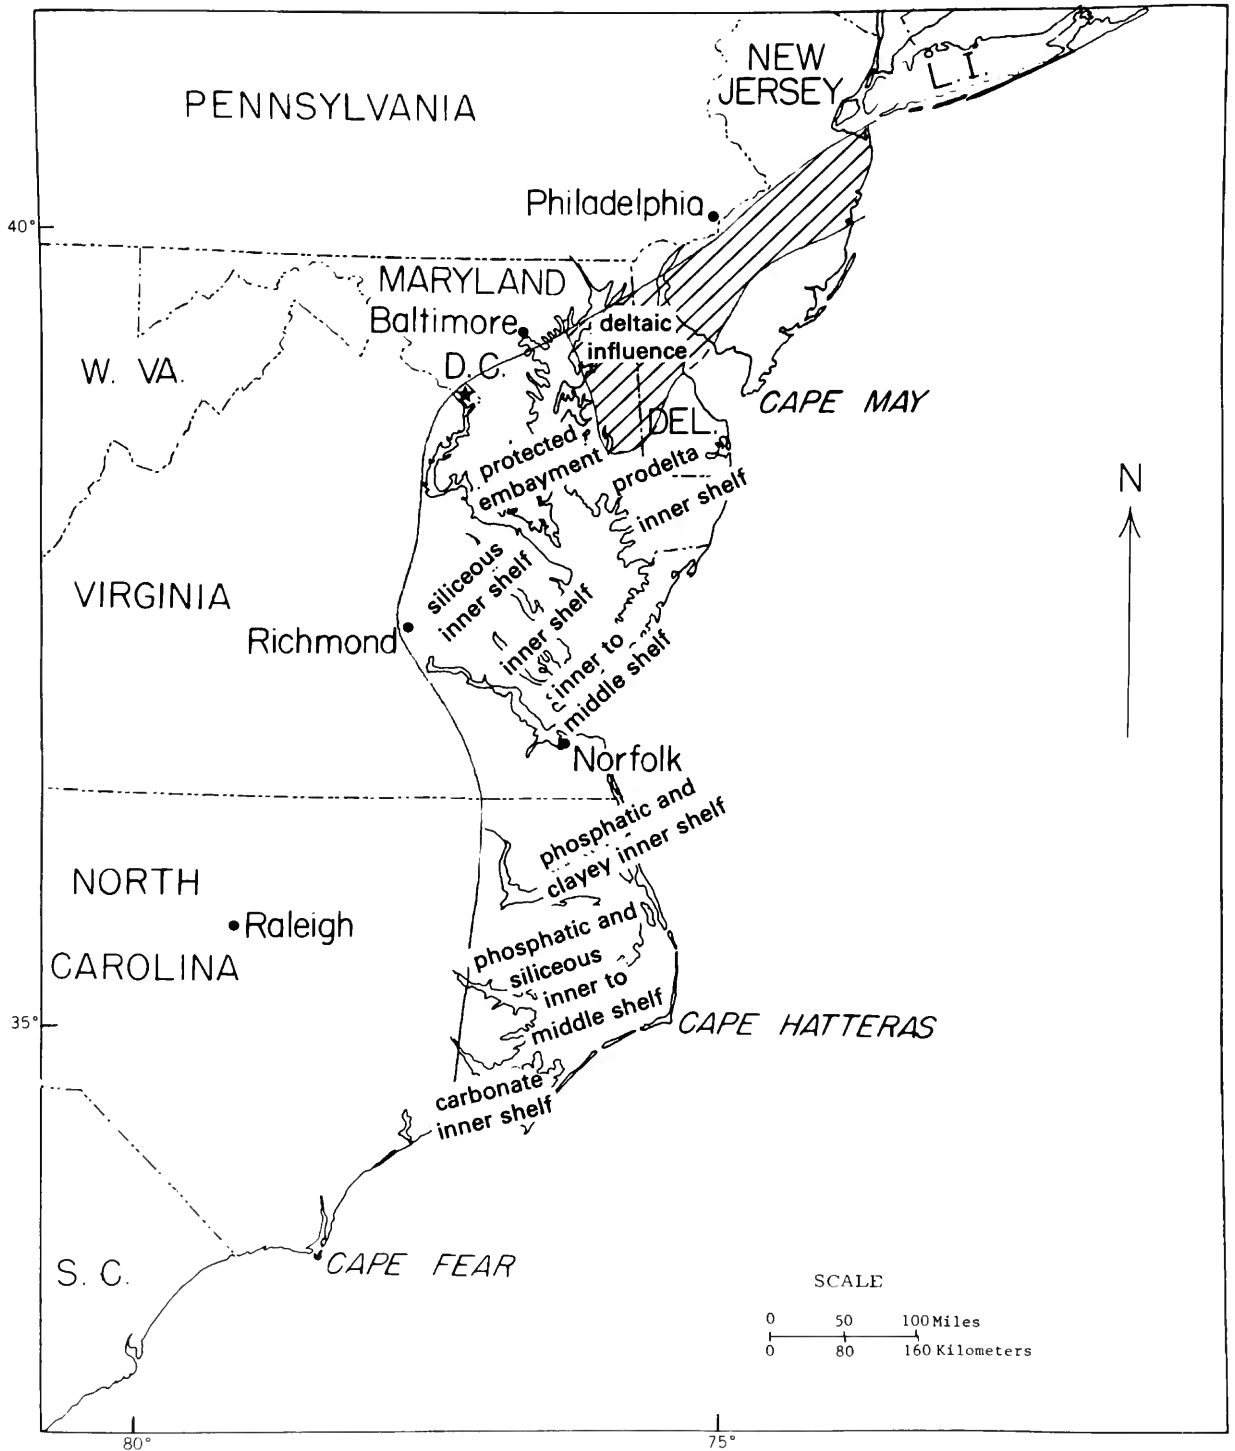 NEW
JERSEY
L.I.
PENNSYLVANIA
Philadelphia
40°
MARYLAND
Baltimore
deltaic
influence
D.C.
W. VA.
CAPE MAY
DEL.
protected
embayment
prodelta
inner shelf
N
siliceous
inner shelf
VIRGINIA
inner shelf
Richmond
inner to
middle shelf
Norfolk
phosphatic and
clayey inner shelf
NORTH
Raleigh
CAROLINA
phosphatic and
siliceous
inner to
middle shelf
35°
CAPE HATTERAS
carbonate
inner shelf
CAPE FEAR
S. C.
SCALE
0 50 100 Miles
0 80 160 Kilometers
80° 75°